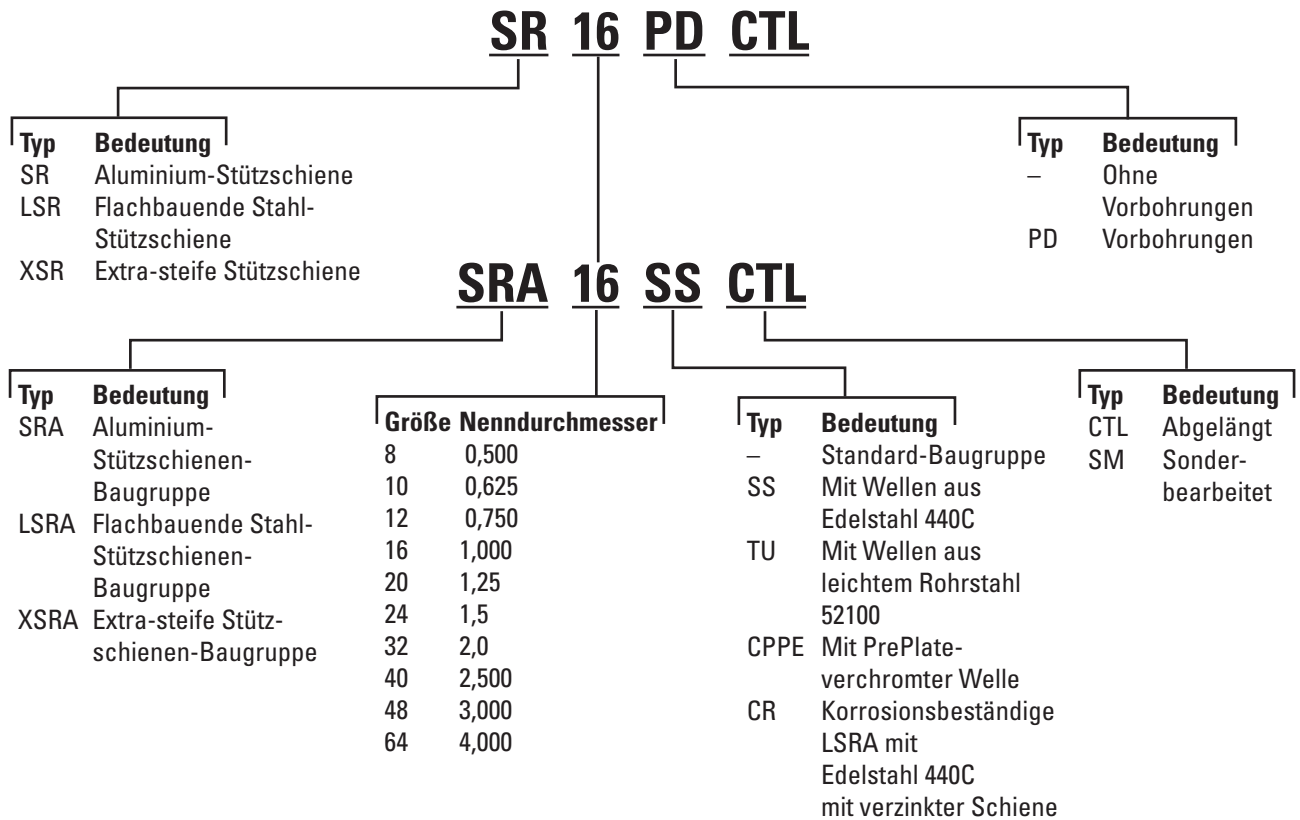 SR 16 PD CTL
Typ Bedeutung
SR Aluminium-Stützschiene
LSR Flachbauende Stahl-
Stützschiene
XSR Extra-steife Stützschiene
Typ Bedeutung
– Ohne
Vorbohrungen
PD Vorbohrungen
SRA 16 SS CTL
Typ Bedeutung
SRA Aluminium-
Stützschienen-
Baugruppe
LSRA Flachbauende Stahl-
Stützschienen-
Baugruppe
XSRA Extra-steife Stütz-
schienen-Baugruppe
Größe Nenndurchmesser
8 0,500
10 0,625
12 0,750
16 1,000
20 1,25
24 1,5
32 2,0
40 2,500
48 3,000
64 4,000
Typ Bedeutung
– Standard-Baugruppe
SS Mit Wellen aus
Edelstahl 440C
TU Mit Wellen aus
leichtem Rohrstahl
52100
CPPE Mit PrePlate-
verchromter Welle
CR Korrosionsbeständige
LSRA mit
Edelstahl 440C
mit verzinkter Schiene
Typ Bedeutung
CTL Abgelängt
SM Sonder-
bearbeitet